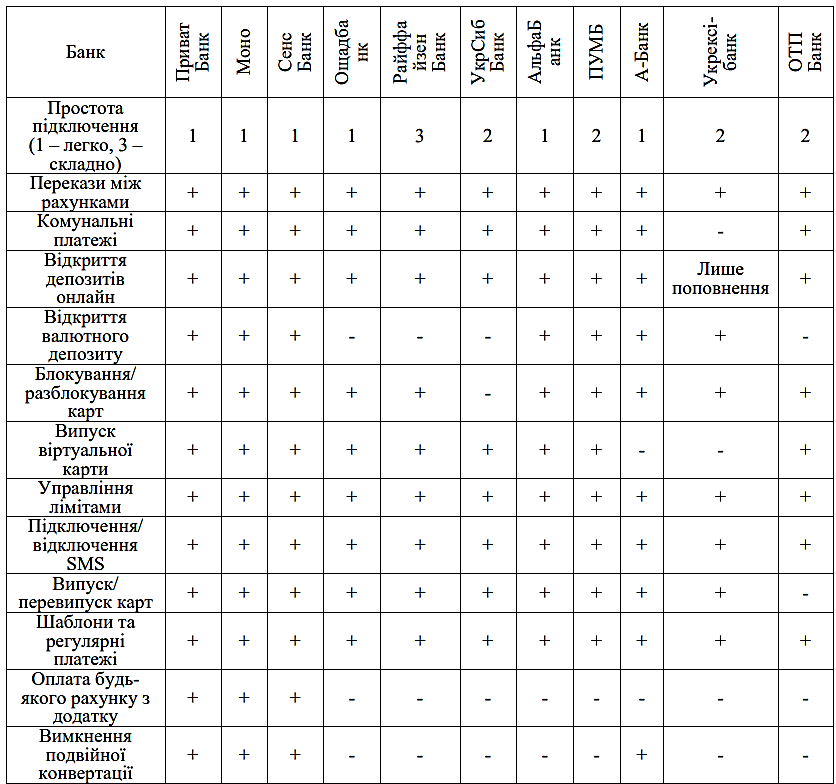 Банк
Приват
Банк
Моно
Сенс
Банк
Ощадба
нк
Райффа
йзен
Банк
УкрСиб
Банк
АльфаБ
анк
ПУМБ
А-Банк
Укрексі-
банк
ОТП
Банк
Простота
підключення
(1 – легко, 3 –
складно)
1 1 1 1 3 2 1 2 1 2 2
Перекази між
рахунками
+ + + + + + + + + + +
Комунальні
платежі
+ + + + + + + + + - +
Відкриття
депозитів
онлайн
+ + + + + + + + + Лише
поповнення +
Відкриття
валютного
депозиту
+ + + - - - + + + + -
Блокування/
разблокування
карт
+ + + + + - + + + + +
Випуск
віртуальної
карти
+ + + + + + + + - - +
Управління
лімітами
+ + + + + + + + + + +
Підключення/
відключення
SMS
+ + + + + + + + + + +
Випуск/
перевипуск карт
+ + + + + + + + + + -
Шаблони та
регулярні
платежі
+ + + + + + + + + + +
Оплата будь-
якого рахунку з
додатку
+ + + - - - - - - - -
Вимкнення
подвійної
конвертації
+ + + - - - - - + - -